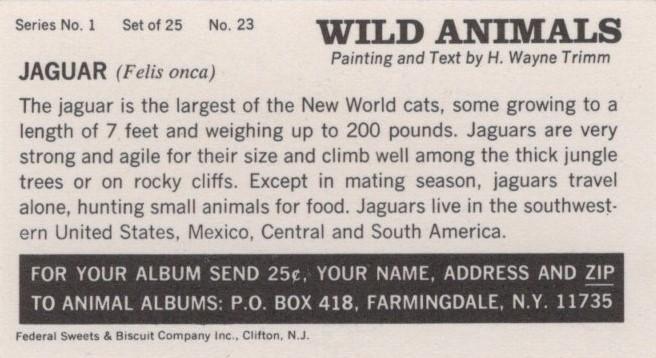 Series No. 1 Set of 25 No. 23
WILD ANIMALS
Painting and Text by H. Wayne Trimm
JAGUAR (Felis onca)
The jaguar is the largest of the New World cats, some growing to a
length of 7 feet and weighing up to 200 pounds. Jaguars are very
strong and agile for their size and climb well among the thick jungle
trees or on rocky cliffs. Except in mating season, jaguars travel
alone, hunting small animals for food. Jaguars live in the southwest-
ern United States, Mexico, Central and South America.
FOR YOUR ALBUM SEND 25¢, YOUR NAME, ADDRESS AND ZIP
TO ANIMAL ALBUMS: P.O. BOX 418, FARMINGDALE, N.Y. 11735
Federal Sweets & Biscuit Company Inc., Clifton, N.J.